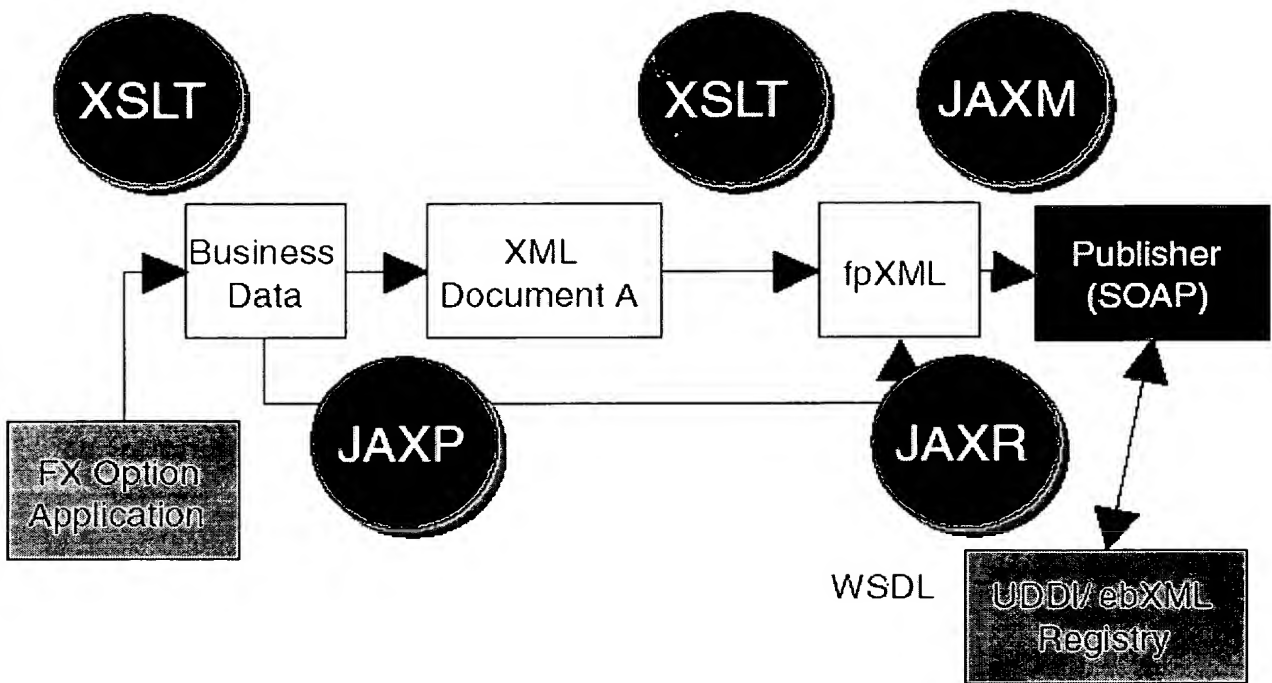 XSLT
XSLT
JAXM
Business
Data
XML
Document A
fpXML
Publisher
(SOAP)
JAXP
JAXR
FX Option
Application
WSDL
UDDI/ ebXML
Registry